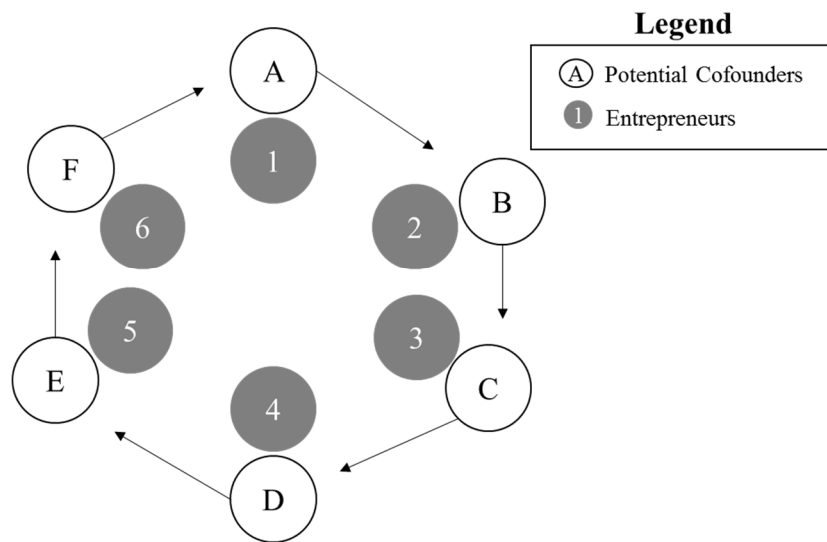 Legend
A Potential Cofounders
1 Entrepreneurs
A
1
F
B
6
2
5
3
E
C
4
D